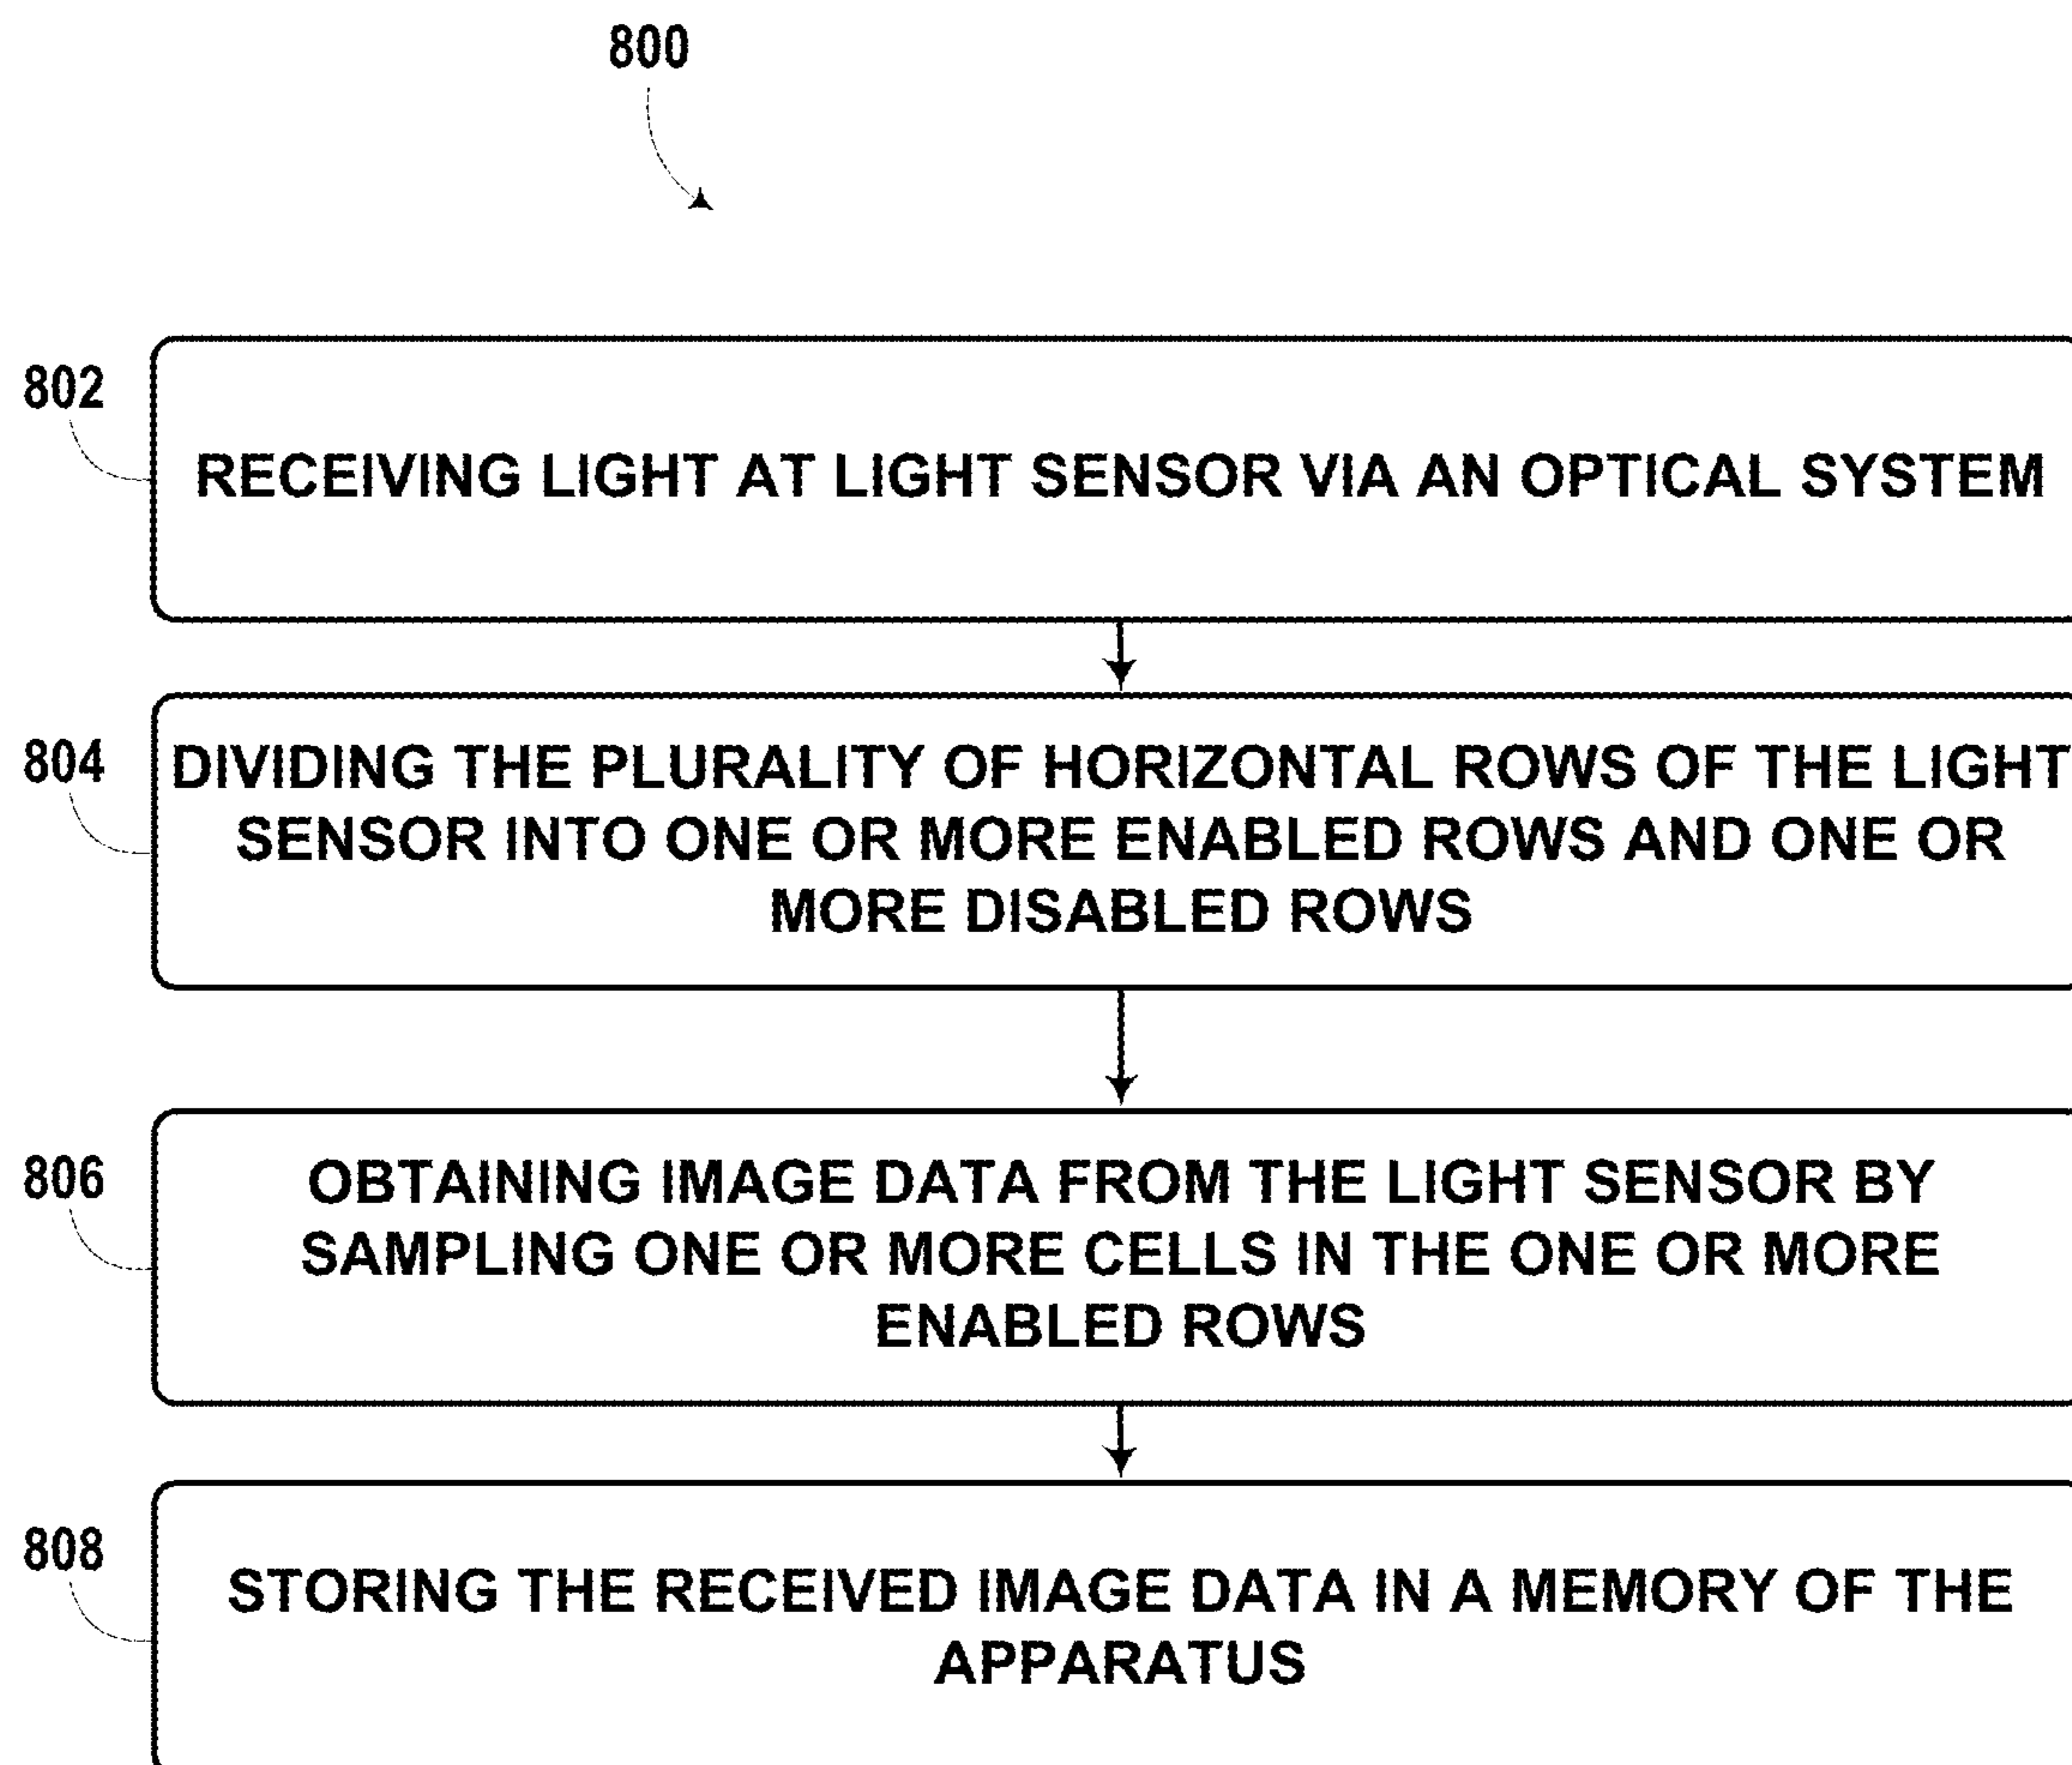 800
802
RECEIVING LIGHT AT LIGHT SENSOR VIA AN OPTICAL SYSTEM
804
DIVIDING THE PLURALITY OF HORIZONTAL ROWS OF THE LIGHT
SENSOR INTO ONE OR MORE ENABLED ROWS AND ONE OR
MORE DISABLED ROWS
806
OBTAINING IMAGE DATA FROM THE LIGHT SENSOR BY
SAMPLING ONE OR MORE CELLS IN THE ONE OR MORE
ENABLED ROWS
808
STORING THE RECEIVED IMAGE DATA IN A MEMORY OF THE
APPARATUS